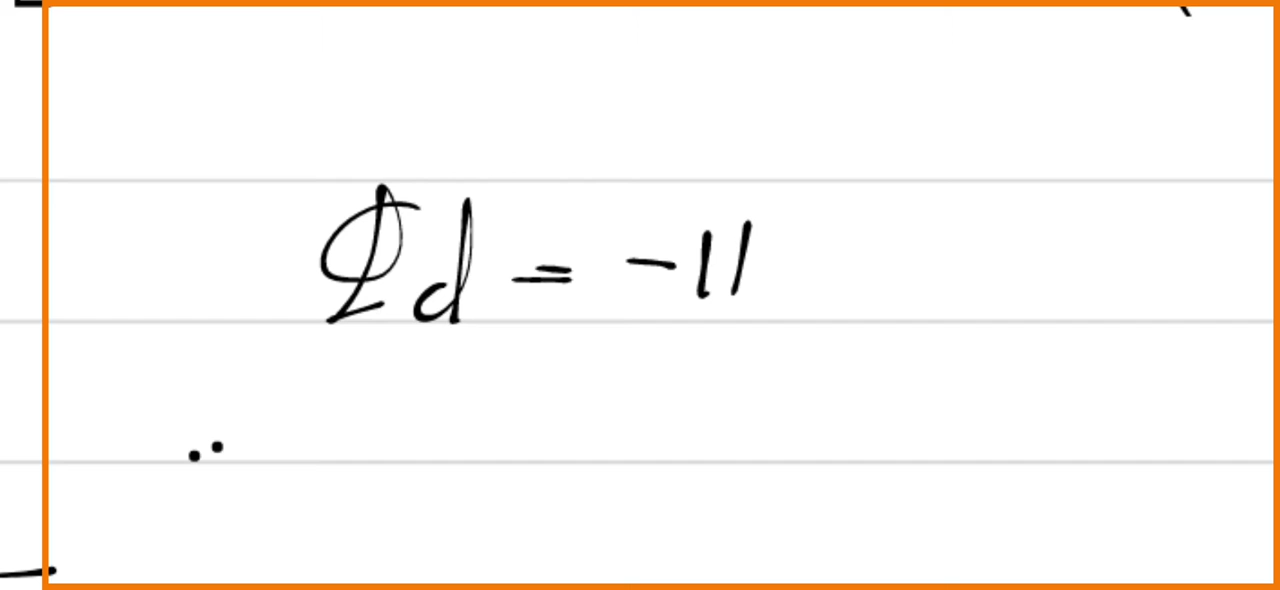 2d = -11